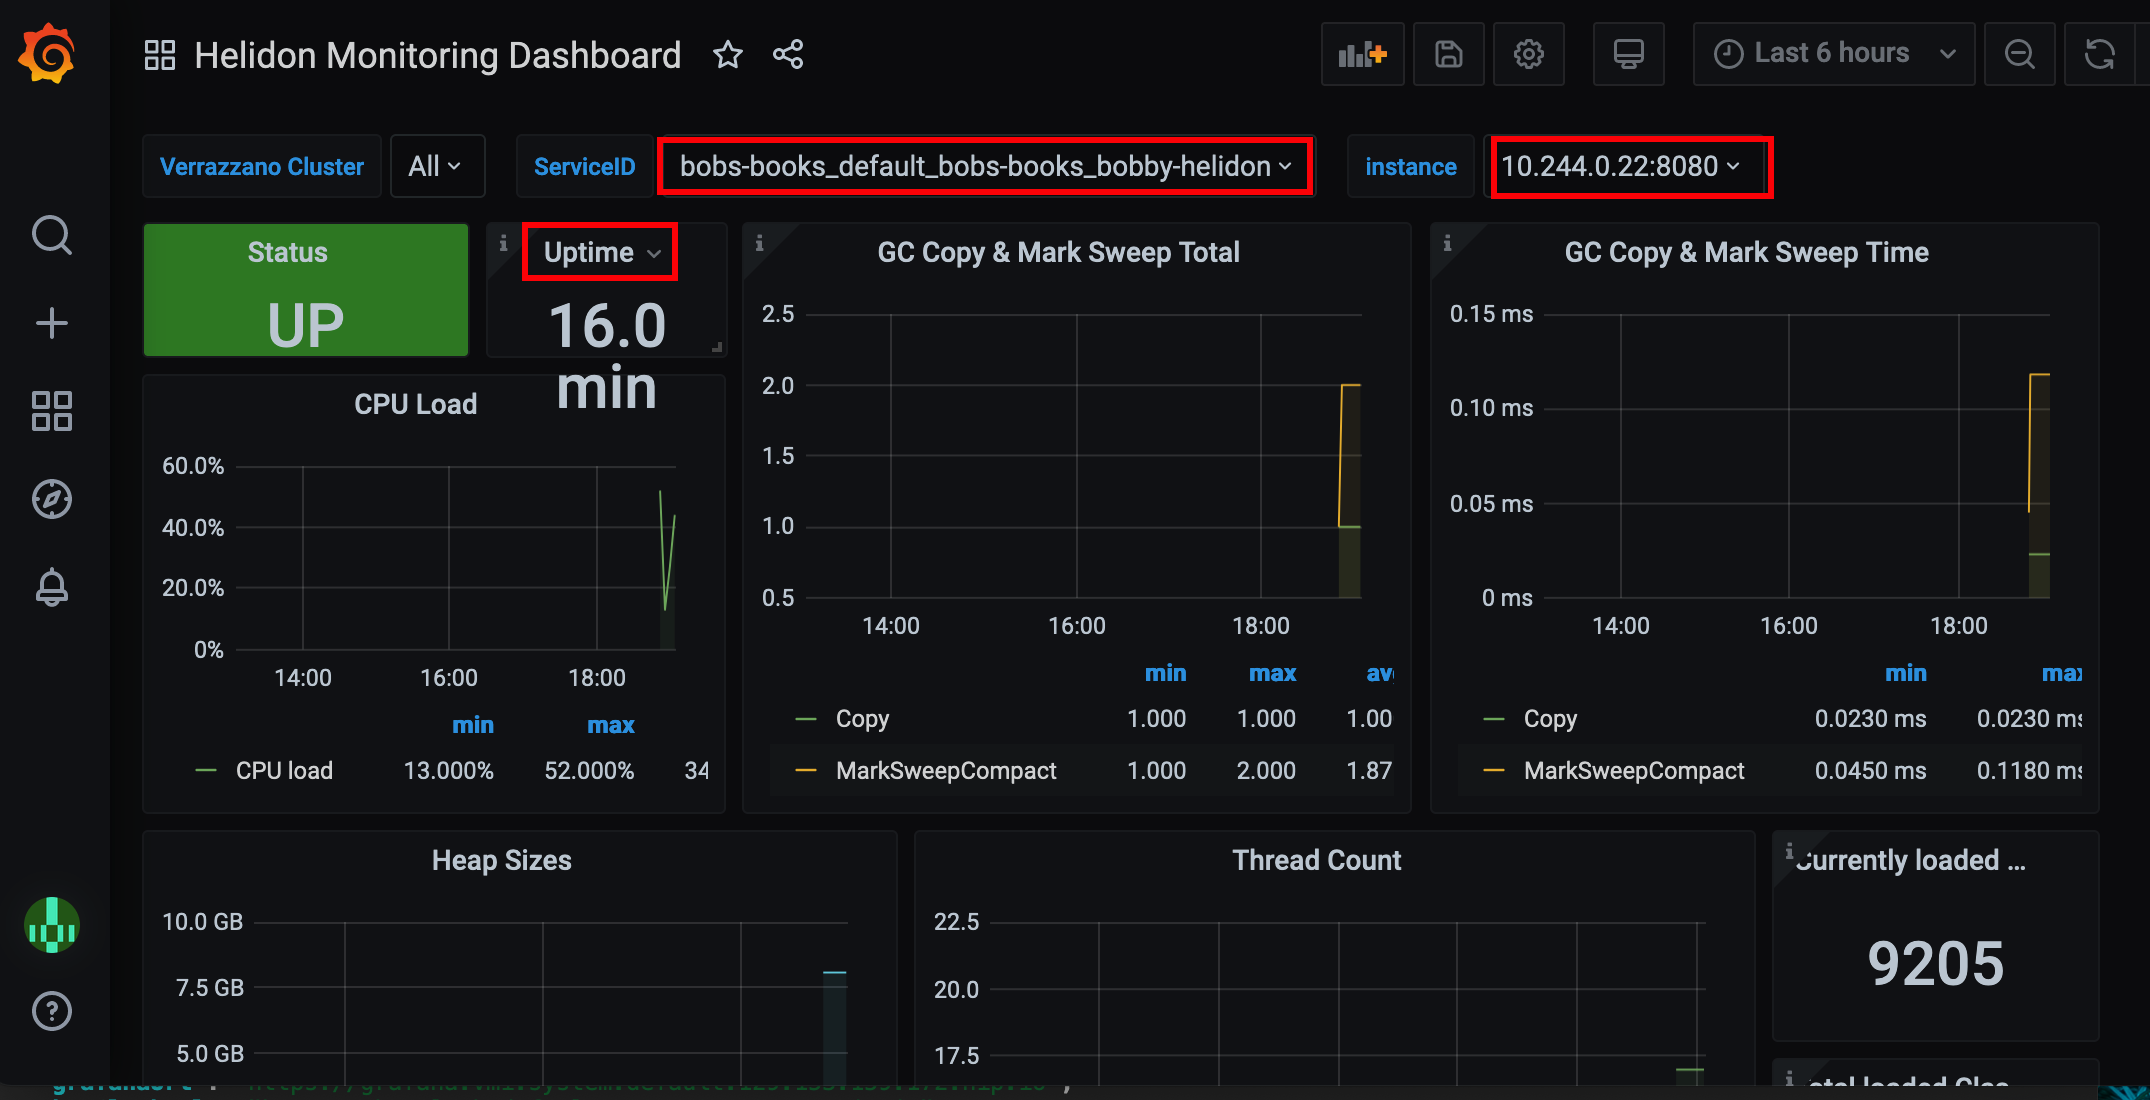 Helidon Monitoring Dashboard
Last 6 hours
Verrazzano Cluster All ServiceID bobs-books_default_bobs-books_bobby-helidon instance 10.244.0.22:8080
Status
UP
Uptime
16.0
min
CPU Load
60.0%
40.0%
20.0%
0%
14:00 16:00 18:00
min max
CPU load 13.000% 52.000% 34
GC Copy & Mark Sweep Total
2.5
2.0
1.5
1.0
0.5
14:00 16:00 18:00
min max
Copy 1.000 1.000 1.00
MarkSweepCompact 1.000 2.000 1.87
GC Copy & Mark Sweep Time
0.15 ms
0.10 ms
0.05 ms
0 ms
14:00 16:00 18:00
min max
Copy 0.0230 ms 0.0230 ms
MarkSweepCompact 0.0450 ms 0.1180 ms
Heap Sizes
10.0 GB
7.5 GB
5.0 GB
Thread Count
22.5
20.0
17.5
Currently loaded ...
9205